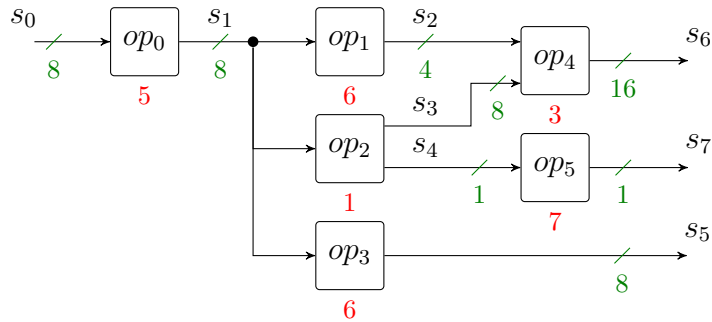 s₀ s₁ s₂ s₆
op₀ op₁ op₄
8 8 4 16
5 6 3
s₃ 8
s₄ s₇
op₂ op₅
1 1
1 7
s₅
op₃
8
6